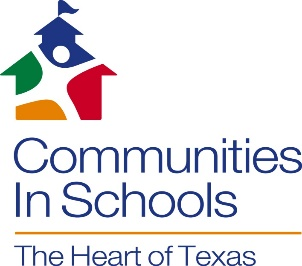 Communities
In Schools
The Heart of Texas